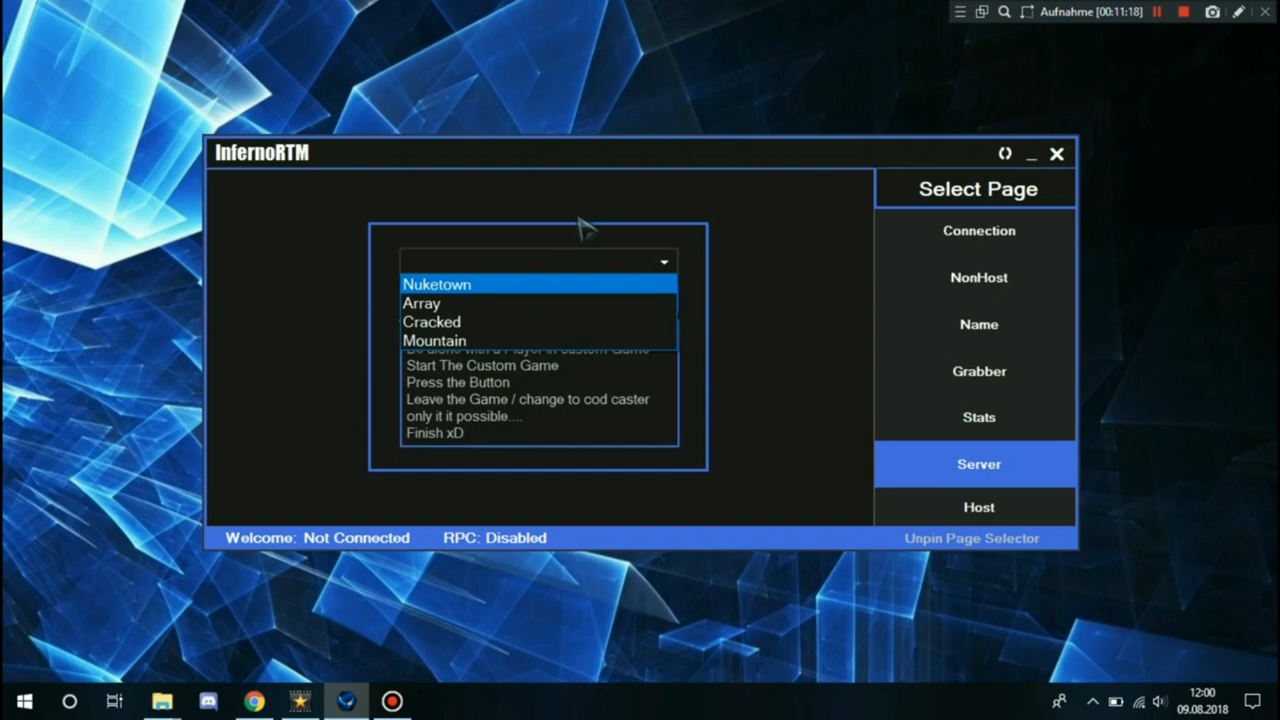 Aufnahme [00:11:18]
InfernoRTM
Select Page
Connection
NonHost
Name
Grabber
Stats
Server
Host
Nuketown
Array
Cracked
Mountain
Start The Custom Game
Press the Button
Leave the Game / change to cod caster
only it it possible....
Finish xD
Welcome: Not Connected
RPC: Disabled
Unpin Page Selector
12:00
09.08.2018